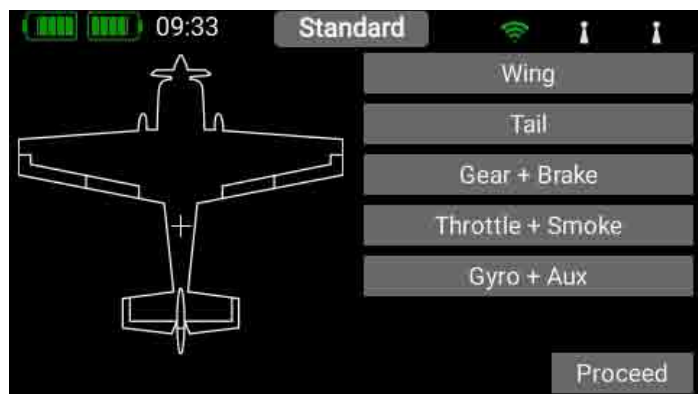 09:33
Standard
Wing
Tail
Gear + Brake
Throttle + Smoke
Gyro + Aux
Proceed